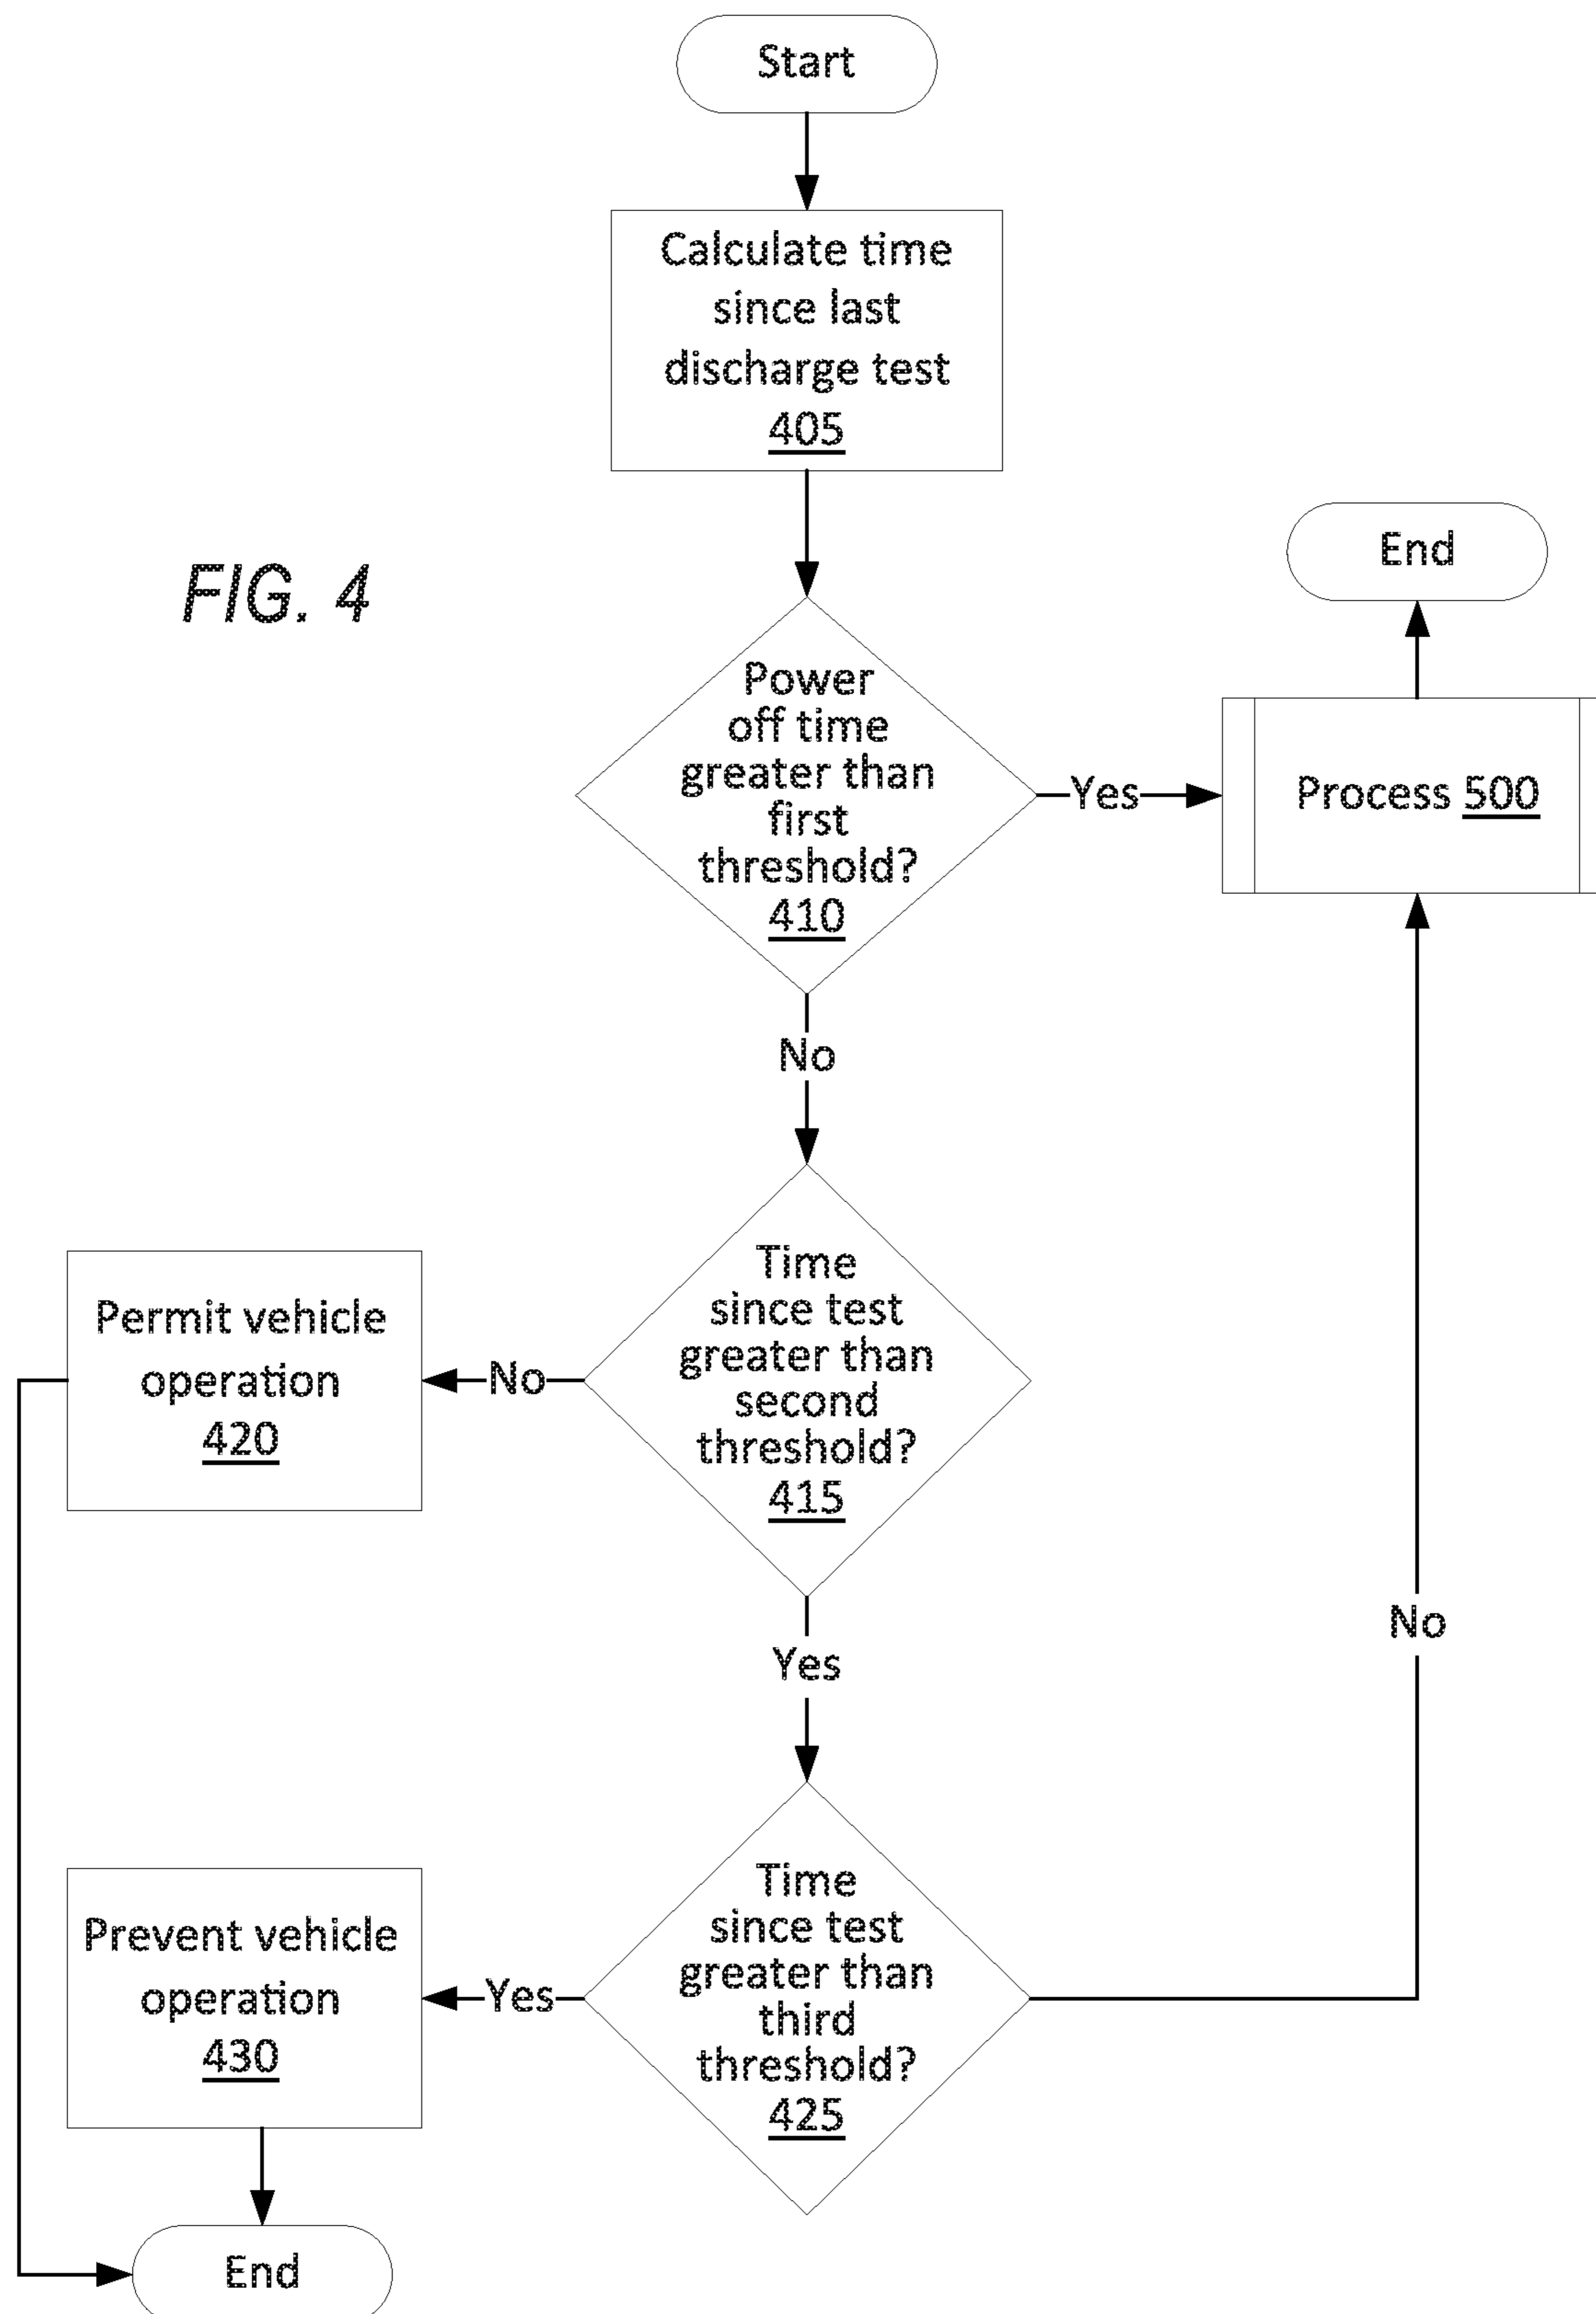 Start
Calculate time
since last
discharge test
405
FIG. 4
End
Power
off time
greater than
first
threshold?
410
Yes
Process 500
No
Time
since test
greater than
second
threshold?
415
No
Permit vehicle
operation
420
Yes
No
Time
since test
greater than
third
threshold?
425
Yes
Prevent vehicle
operation
430
End